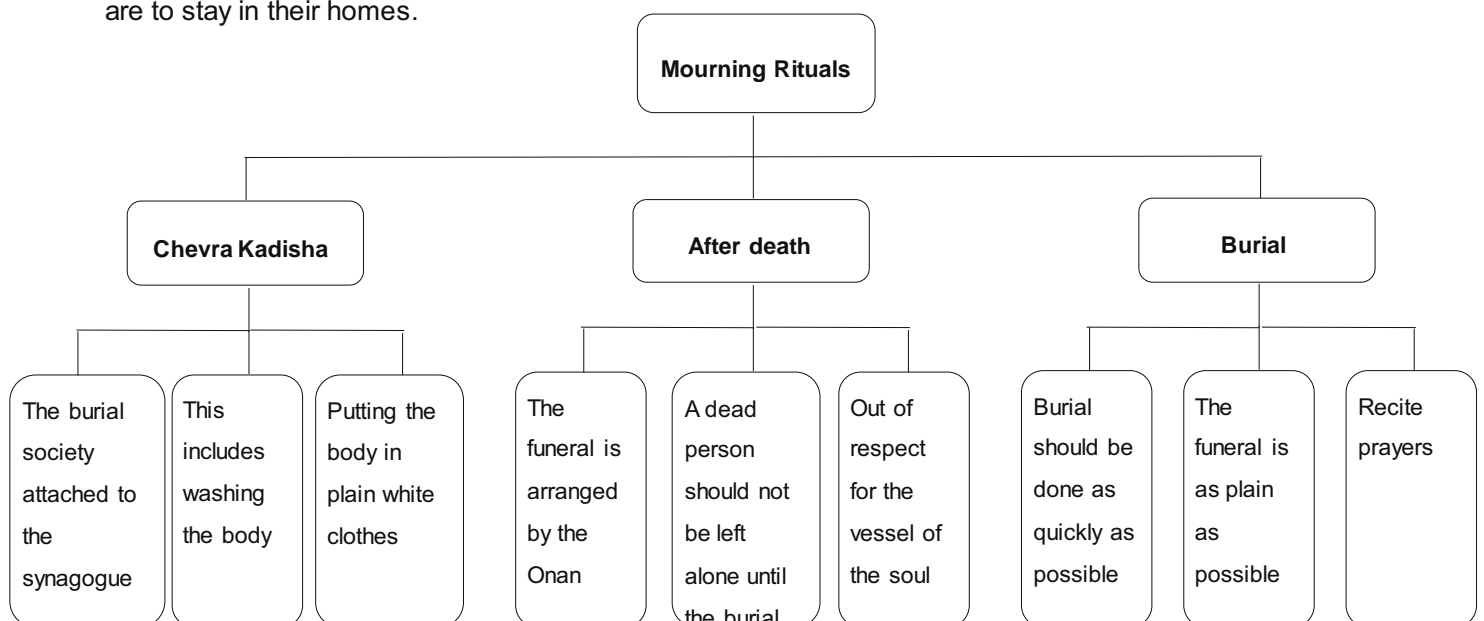 are to stay in their homes.
Mourning Rituals
Chevra Kadisha
After death
Burial
The burial
society
attached to
the
synagogue
This
includes
washing
the body
Putting the
body in
plain white
clothes
The
funeral is
arranged
by the
Onan
A dead
person
should not
be left
alone until
the burial
Out of
respect
for the
vessel of
the soul
Burial
should be
done as
quickly as
possible
The
funeral is
as plain
as
possible
Recite
prayers